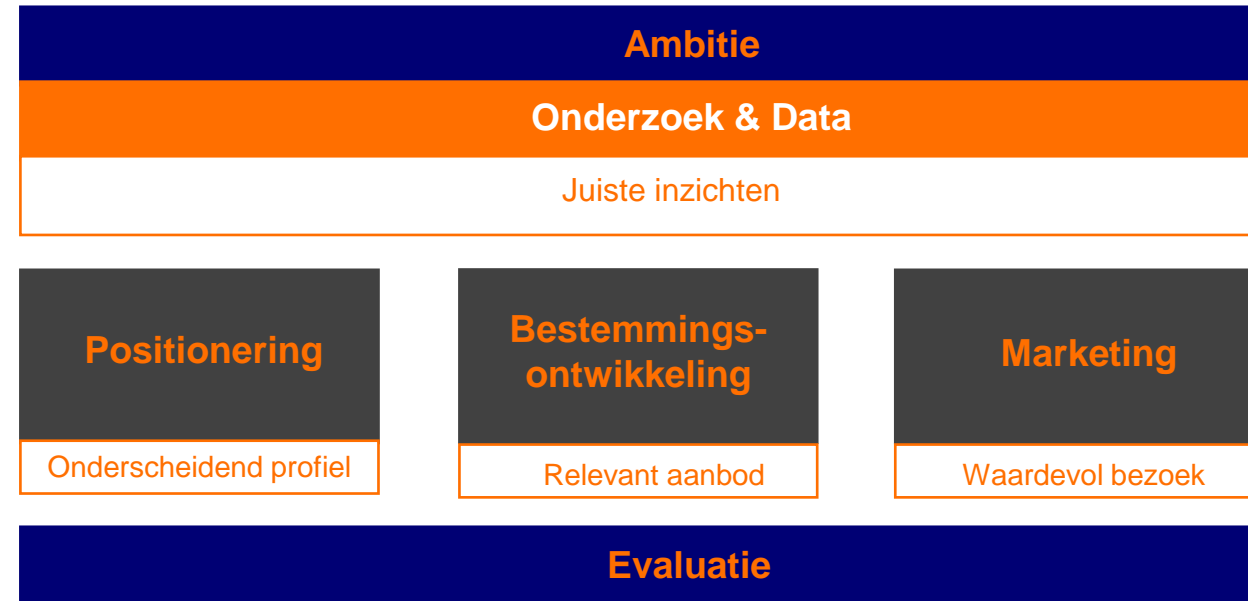 Ambitie
Onderzoek & Data
Juiste inzichten
Positionering
Onderscheidend profiel
Bestemmings-
ontwikkeling
Relevant aanbod
Marketing
Waardevol bezoek
Evaluatie